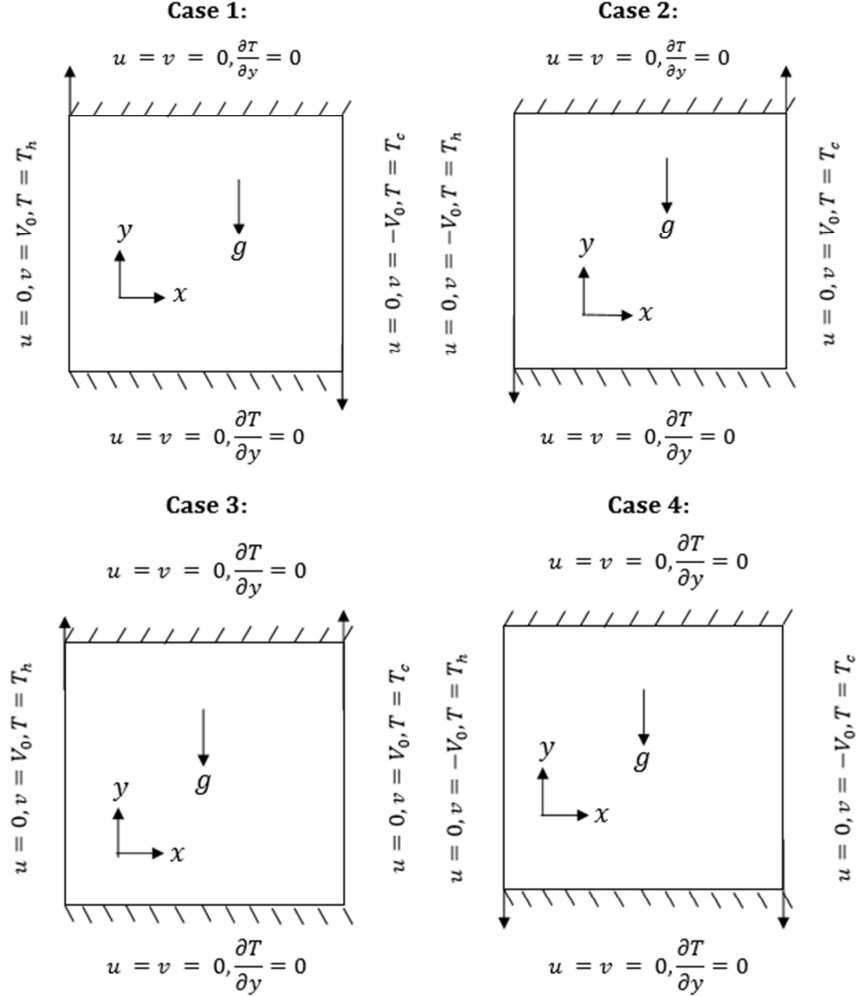 Case 1:
u = v = 0, ∂T/∂y = 0
u = 0, v = V₀, T = Tₕ
u = 0, v = −V₀, T = T꜀
g
y
x
u = v = 0, ∂T/∂y = 0
Case 2:
u = v = 0, ∂T/∂y = 0
u = 0, v = −V₀, T = Tₕ
u = 0, v = V₀, T = T꜀
g
y
x
u = v = 0, ∂T/∂y = 0
Case 3:
u = v = 0, ∂T/∂y = 0
u = 0, v = V₀, T = Tₕ
u = 0, v = V₀, T = T꜀
g
y
x
u = v = 0, ∂T/∂y = 0
Case 4:
u = v = 0, ∂T/∂y = 0
u = 0, v = −V₀, T = Tₕ
u = 0, v = −V₀, T = T꜀
g
y
x
u = v = 0, ∂T/∂y = 0